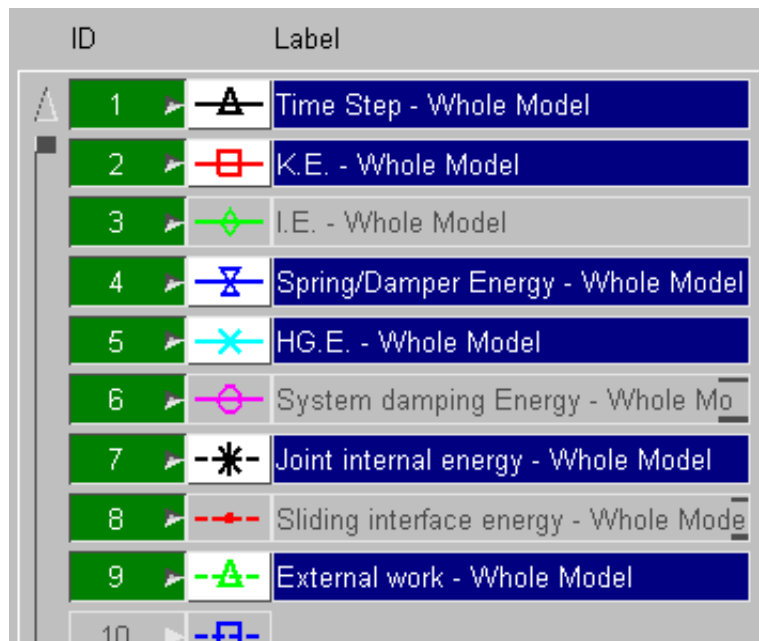 ID Label
1 Time Step - Whole Model
2 K.E. - Whole Model
3 I.E. - Whole Model
4 Spring/Damper Energy - Whole Model
5 HG.E. - Whole Model
6 System damping Energy - Whole Mo
7 Joint internal energy - Whole Model
8 Sliding interface energy - Whole Mode
9 External work - Whole Model
10